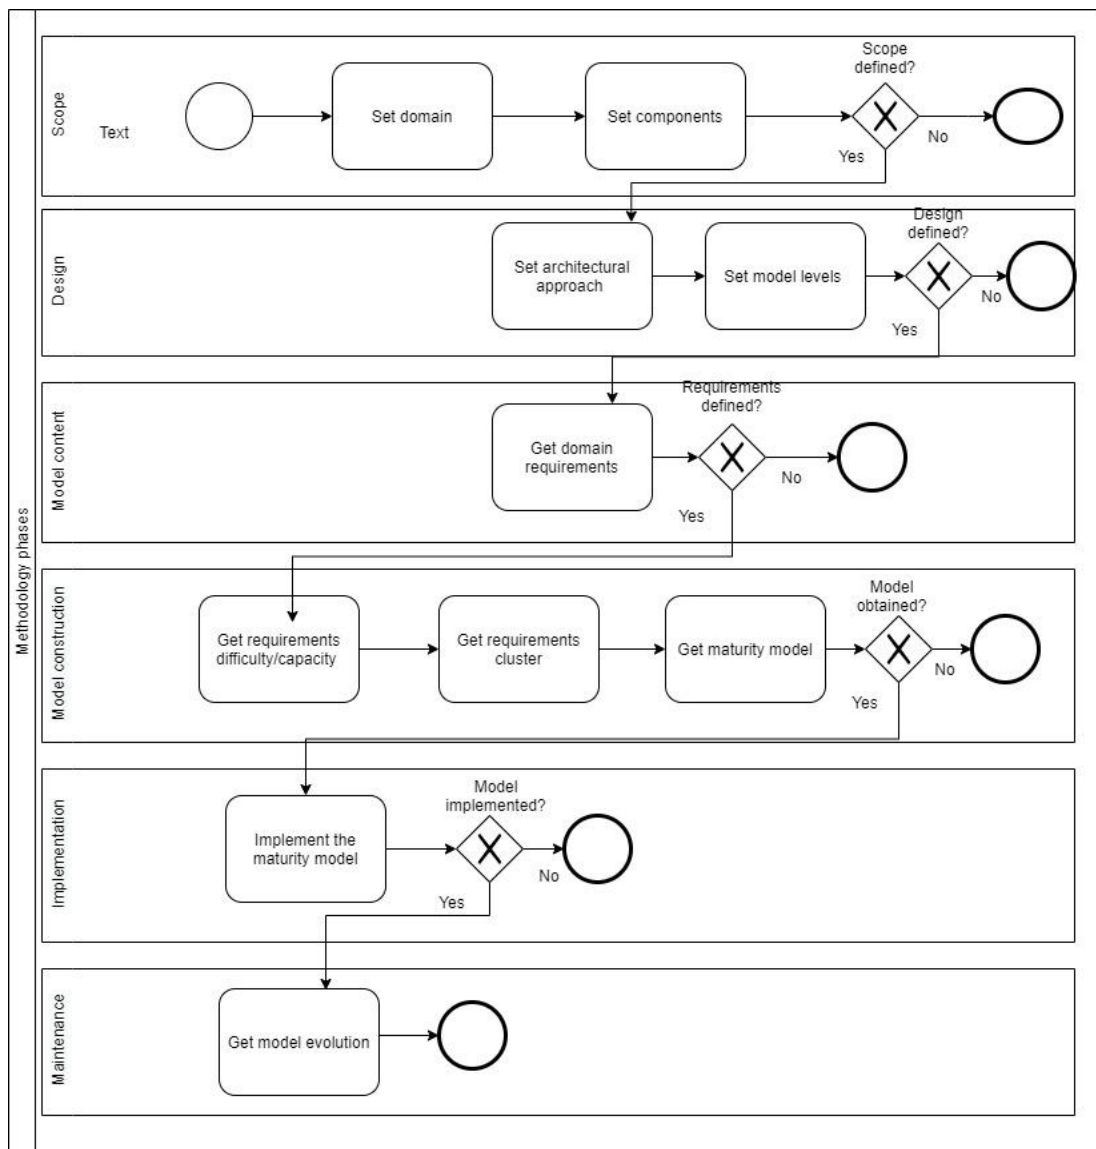 Methodology phases
Scope
Text
Set domain
Set components
Scope
defined?
No
Yes
Design
Set architectural
approach
Set model levels
Design
defined?
No
Yes
Model content
Get domain
requirements
Requirements
defined?
No
Yes
Model construction
Get requirements
difficulty/capacity
Get requirements
cluster
Get maturity model
Model
obtained?
No
Yes
Implementation
Implement the
maturity model
Model
implemented?
No
Yes
Maintenance
Get model evolution